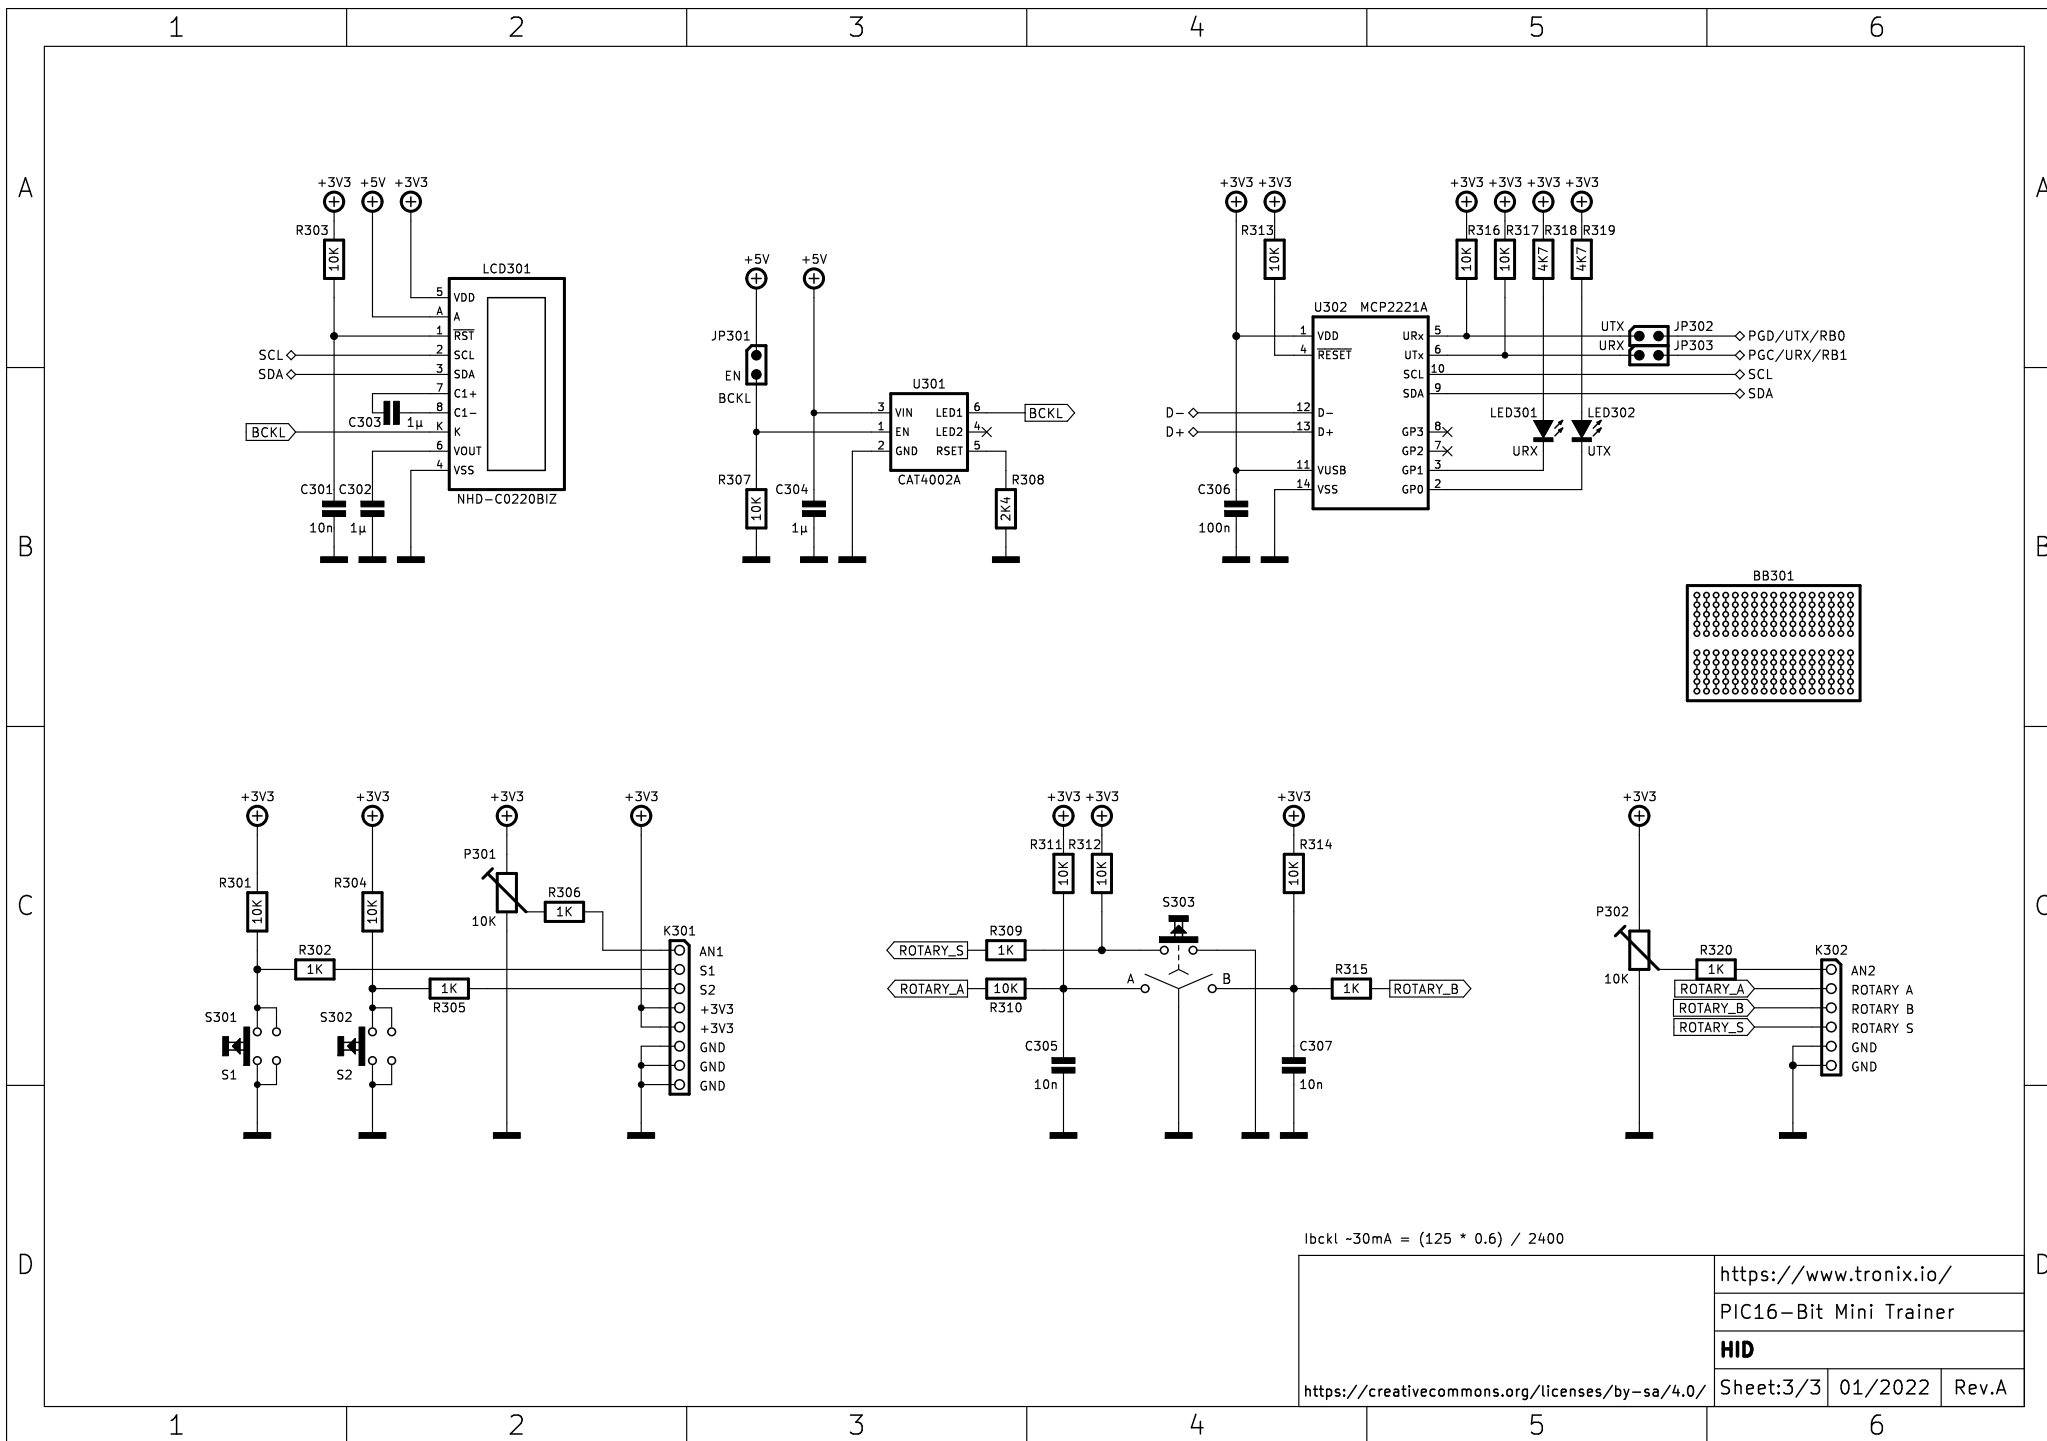 1 2 3 4 5 6
A A
B B
C C
D D
+3V3 +5V +3V3
R303
10K
LCD301
5 VDD
A A
1 RST
SCL 2 SCL
SDA 3 SDA
7 C1+
C303 1µ 8 C1-
BCKL K K
6 VOUT
4 VSS
NHD-C0220BIZ
C301 C302
10n 1µ
+5V +5V
JP301
EN
BCKL
U301
3 VIN LED1 6 BCKL
1 EN LED2 4
2 GND RSET 5
CAT4002A
R307 C304 R308
10K 1µ 2K4
+3V3 +3V3 +3V3 +3V3 +3V3 +3V3
R313 R316 R317 R318 R319
10K 10K 10K 4K7 4K7
U302 MCP2221A
1 VDD URx 5 UTX JP302 PGD/UTX/RB0
4 RESET UTx 6 URX JP303 PGC/URX/RB1
SCL 10 SCL
SDA 9 SDA
D- 12 D- LED301 LED302
D+ 13 D+ GP3 8
GP2 7 URX UTX
11 VUSB GP1 3
14 VSS GP0 2
C306
100n
BB301
+3V3 +3V3 +3V3 +3V3
P301
10K
R301 R304 R306
10K 10K 1K
K301
R302
1K
1K
R305
AN1
S1
S2
+3V3
+3V3
GND
GND
GND
S301 S302
S1 S2
+3V3 +3V3 +3V3
R311 R312 R314
10K 10K 10K
S303
R309
ROTARY_S 1K
A B R315
ROTARY_A 10K 1K ROTARY_B
R310
C305 C307
10n 10n
+3V3
P302
10K
R320 K302
1K AN2
ROTARY_A ROTARY A
ROTARY_B ROTARY B
ROTARY_S ROTARY S
GND
GND
Ibckl ~30mA = (125 * 0.6) / 2400
https://www.tronix.io/
PIC16-Bit Mini Trainer
HID
https://creativecommons.org/licenses/by-sa/4.0/ Sheet:3/3 01/2022 Rev.A
1 2 3 4 5 6